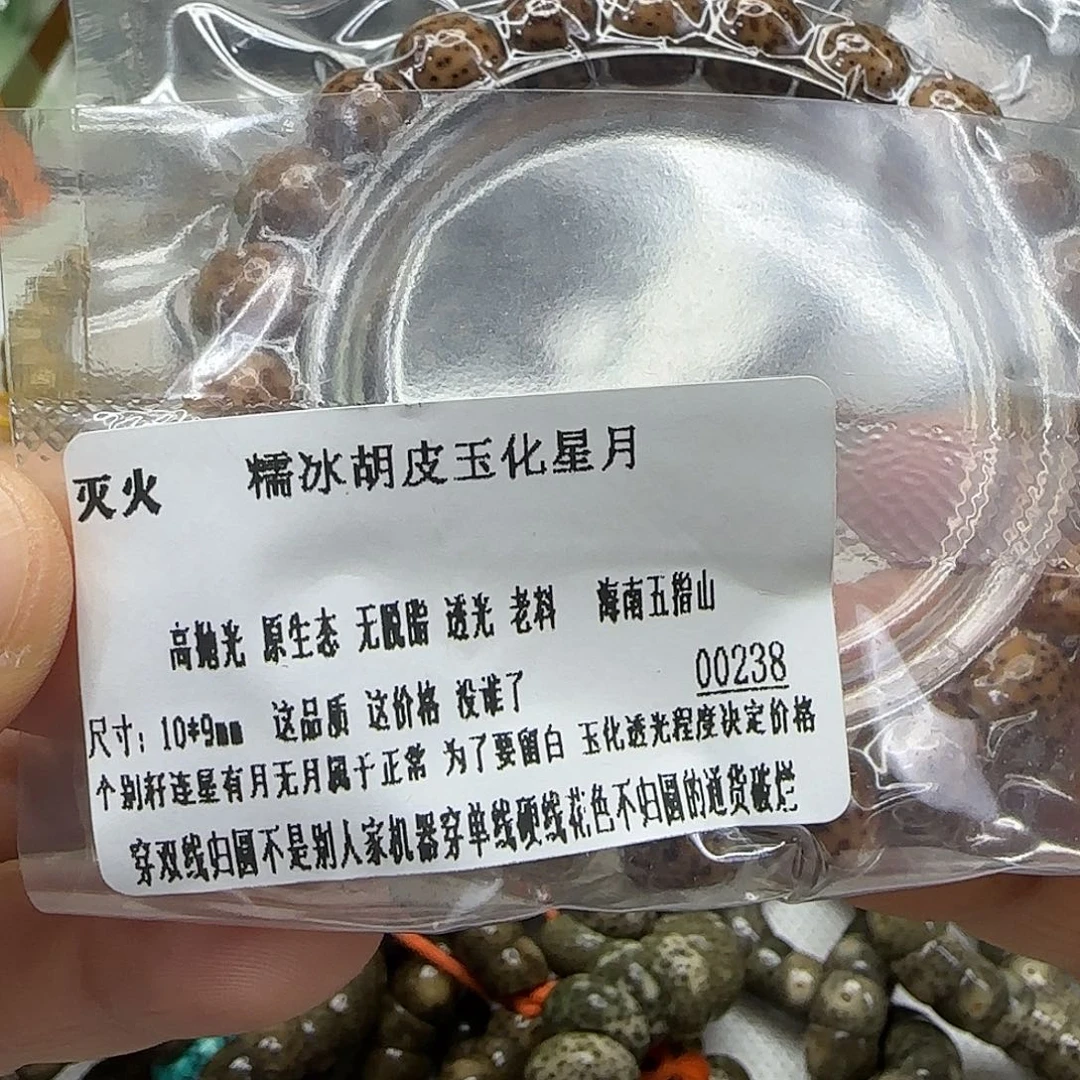 灭火 糯冰胡皮玉化星月
高抛光 原生态 无脱脂 透光 老料 海南五指山
00238
尺寸：10*9mm 这品质 这价格 没谁了
个别籽连星有月无月属于正常 为了要留白 玉化透光程度决定价格
穿双线归圆不是别人家机器穿单线硬线花色不归圆的通货破烂